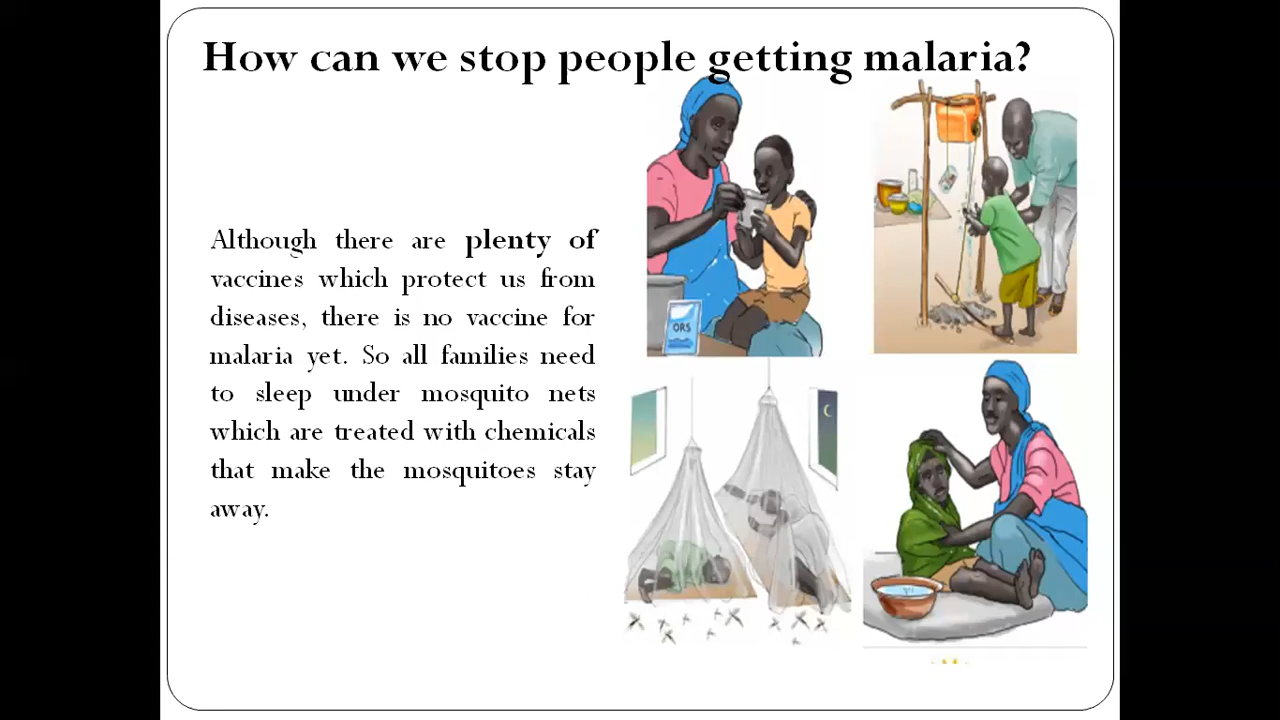 How can we stop people getting malaria?
Although there are plenty of
vaccines which protect us from
diseases, there is no vaccine for
malaria yet. So all families need
to sleep under mosquito nets
which are treated with chemicals
that make the mosquitoes stay
away.
ORS